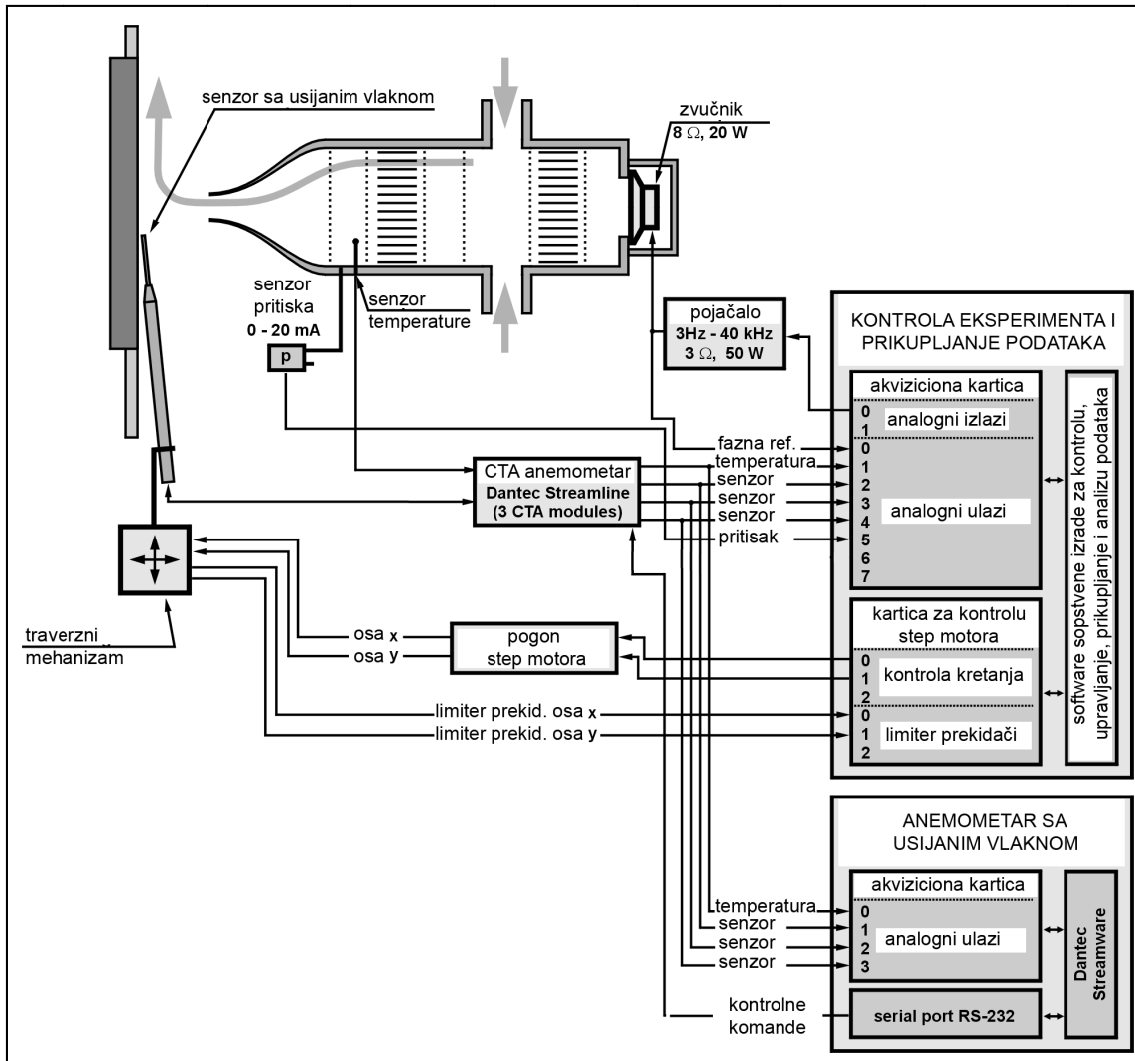 senzor sa usijanim vlaknom
zvučnik
8 Ω, 20 W
senzor
pritiska
0 - 20 mA
p
senzor
temperature
pojačalo
3Hz - 40 kHz
3 Ω, 50 W
KONTROLA EKSPERIMENTA I
PRIKUPLJANJE PODATAKA
akviziciona kartica
0
1
analogni izlazi
0
1
2
3
4
5
6
7
analogni ulazi
fazna ref.
temperatura
senzor
senzor
senzor
pritisak
CTA anemometar
Dantec Streamline
(3 CTA modules)
software sopstvene izrade za kontrolu,
upravljanje, prikupljanje i analizu podataka
kartica za kontrolu
step motora
0
1
2
kontrola kretanja
0
1
2
limiter prekidači
traverzni
mehanizam
osa x
osa y
pogon
step motora
limiter prekid. osa x
limiter prekid. osa y
ANEMOMETAR SA
USIJANIM VLAKNOM
akviziciona kartica
0
1
2
3
analogni ulazi
temperatura
senzor
senzor
senzor
kontrolne
komande
serial port RS-232
Dantec
Streamware